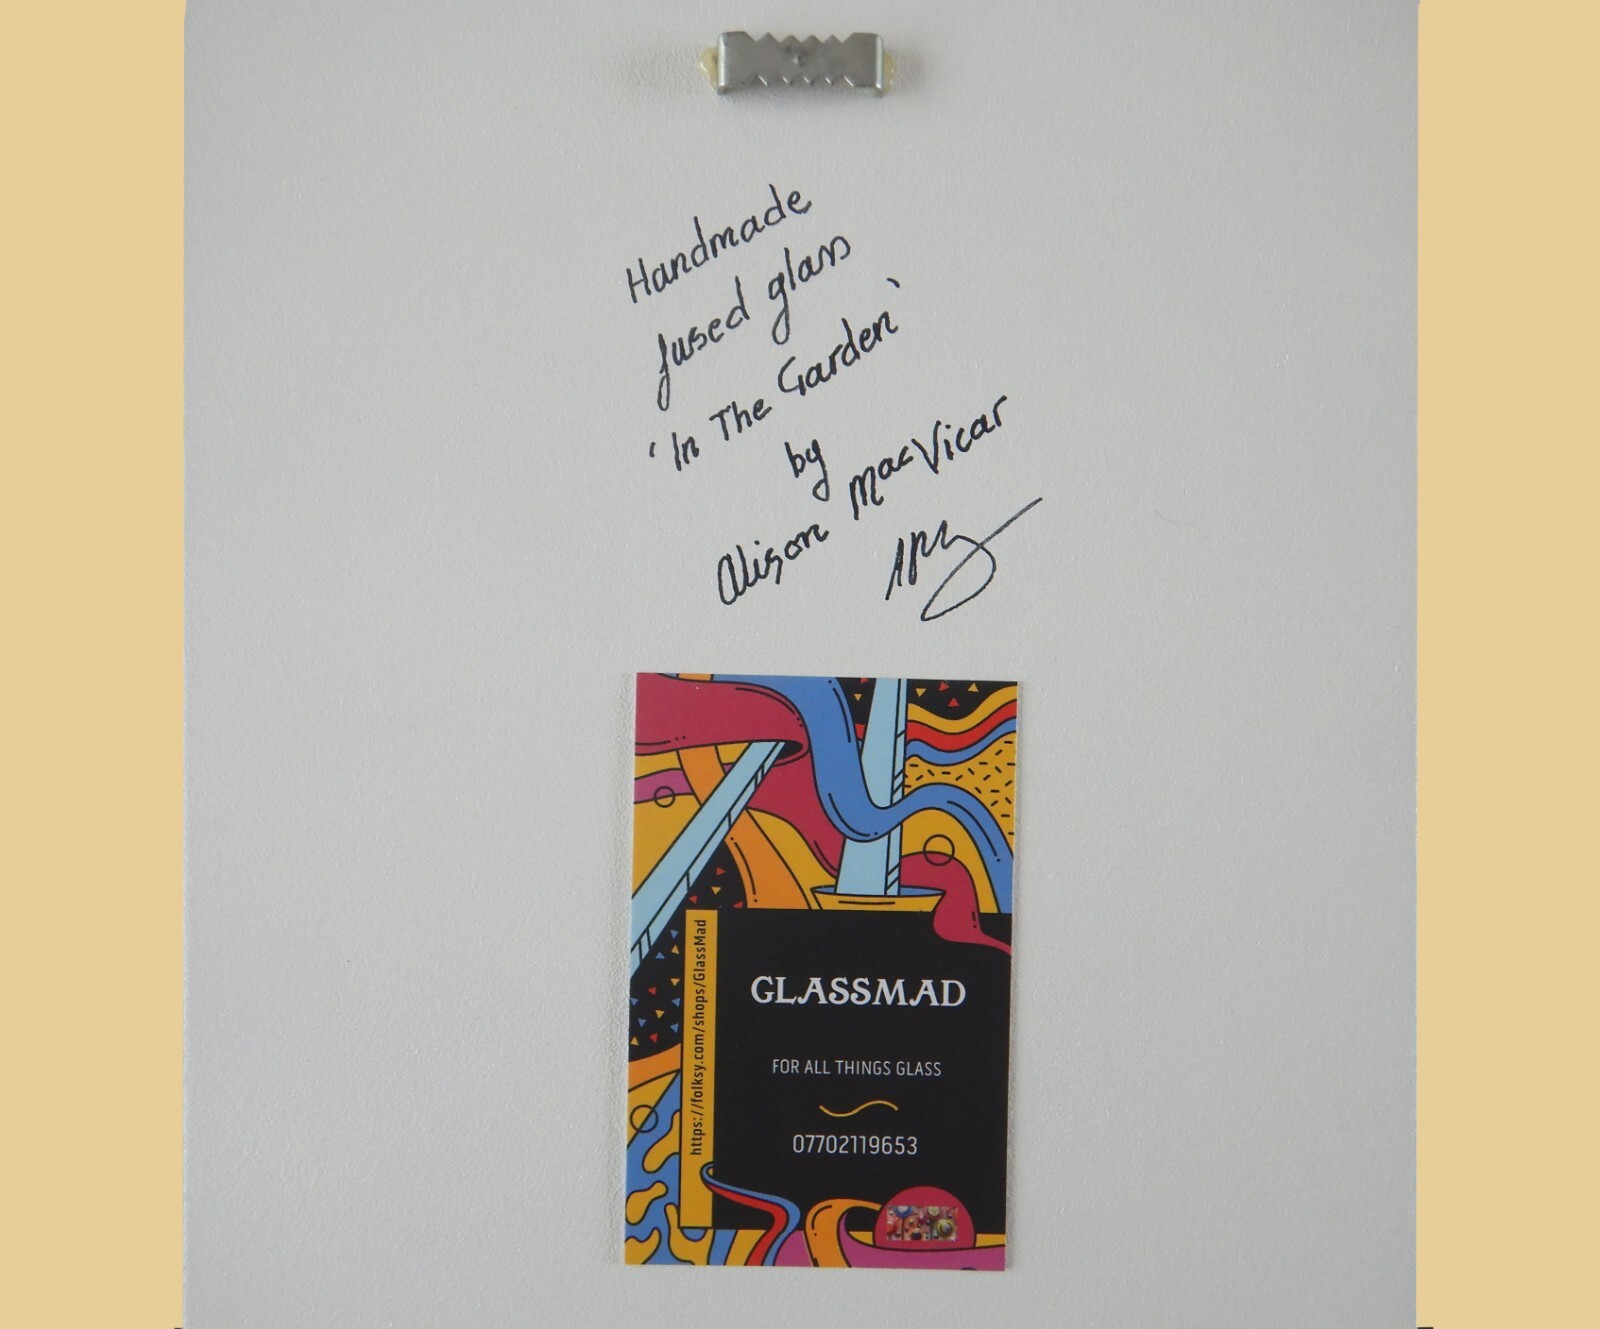 Handmade
fused glass
'In The Garden'
by
Alison MacVicar
https://folksy.com/shops/GlassMad
GLASSMAD
FOR ALL THINGS GLASS
07702119653